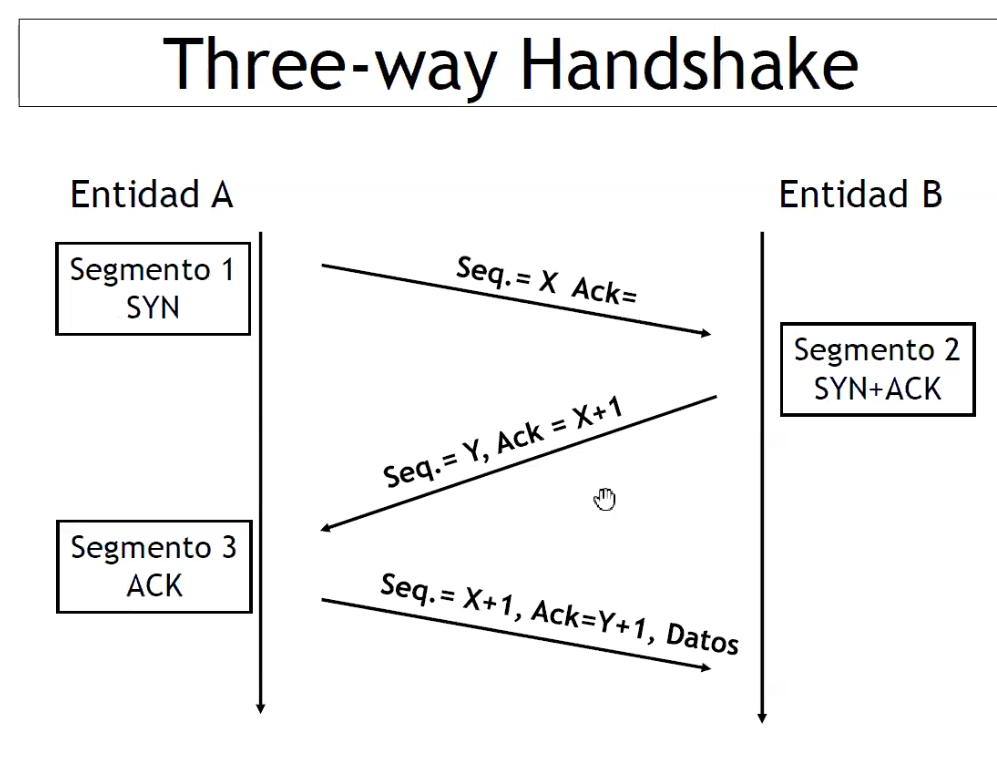 Three-way Handshake
Entidad A
Entidad B
Segmento 1
SYN
Seq.= X Ack=
Segmento 2
SYN+ACK
Seq.= Y, Ack = X+1
Segmento 3
ACK
Seq.= X+1, Ack=Y+1, Datos